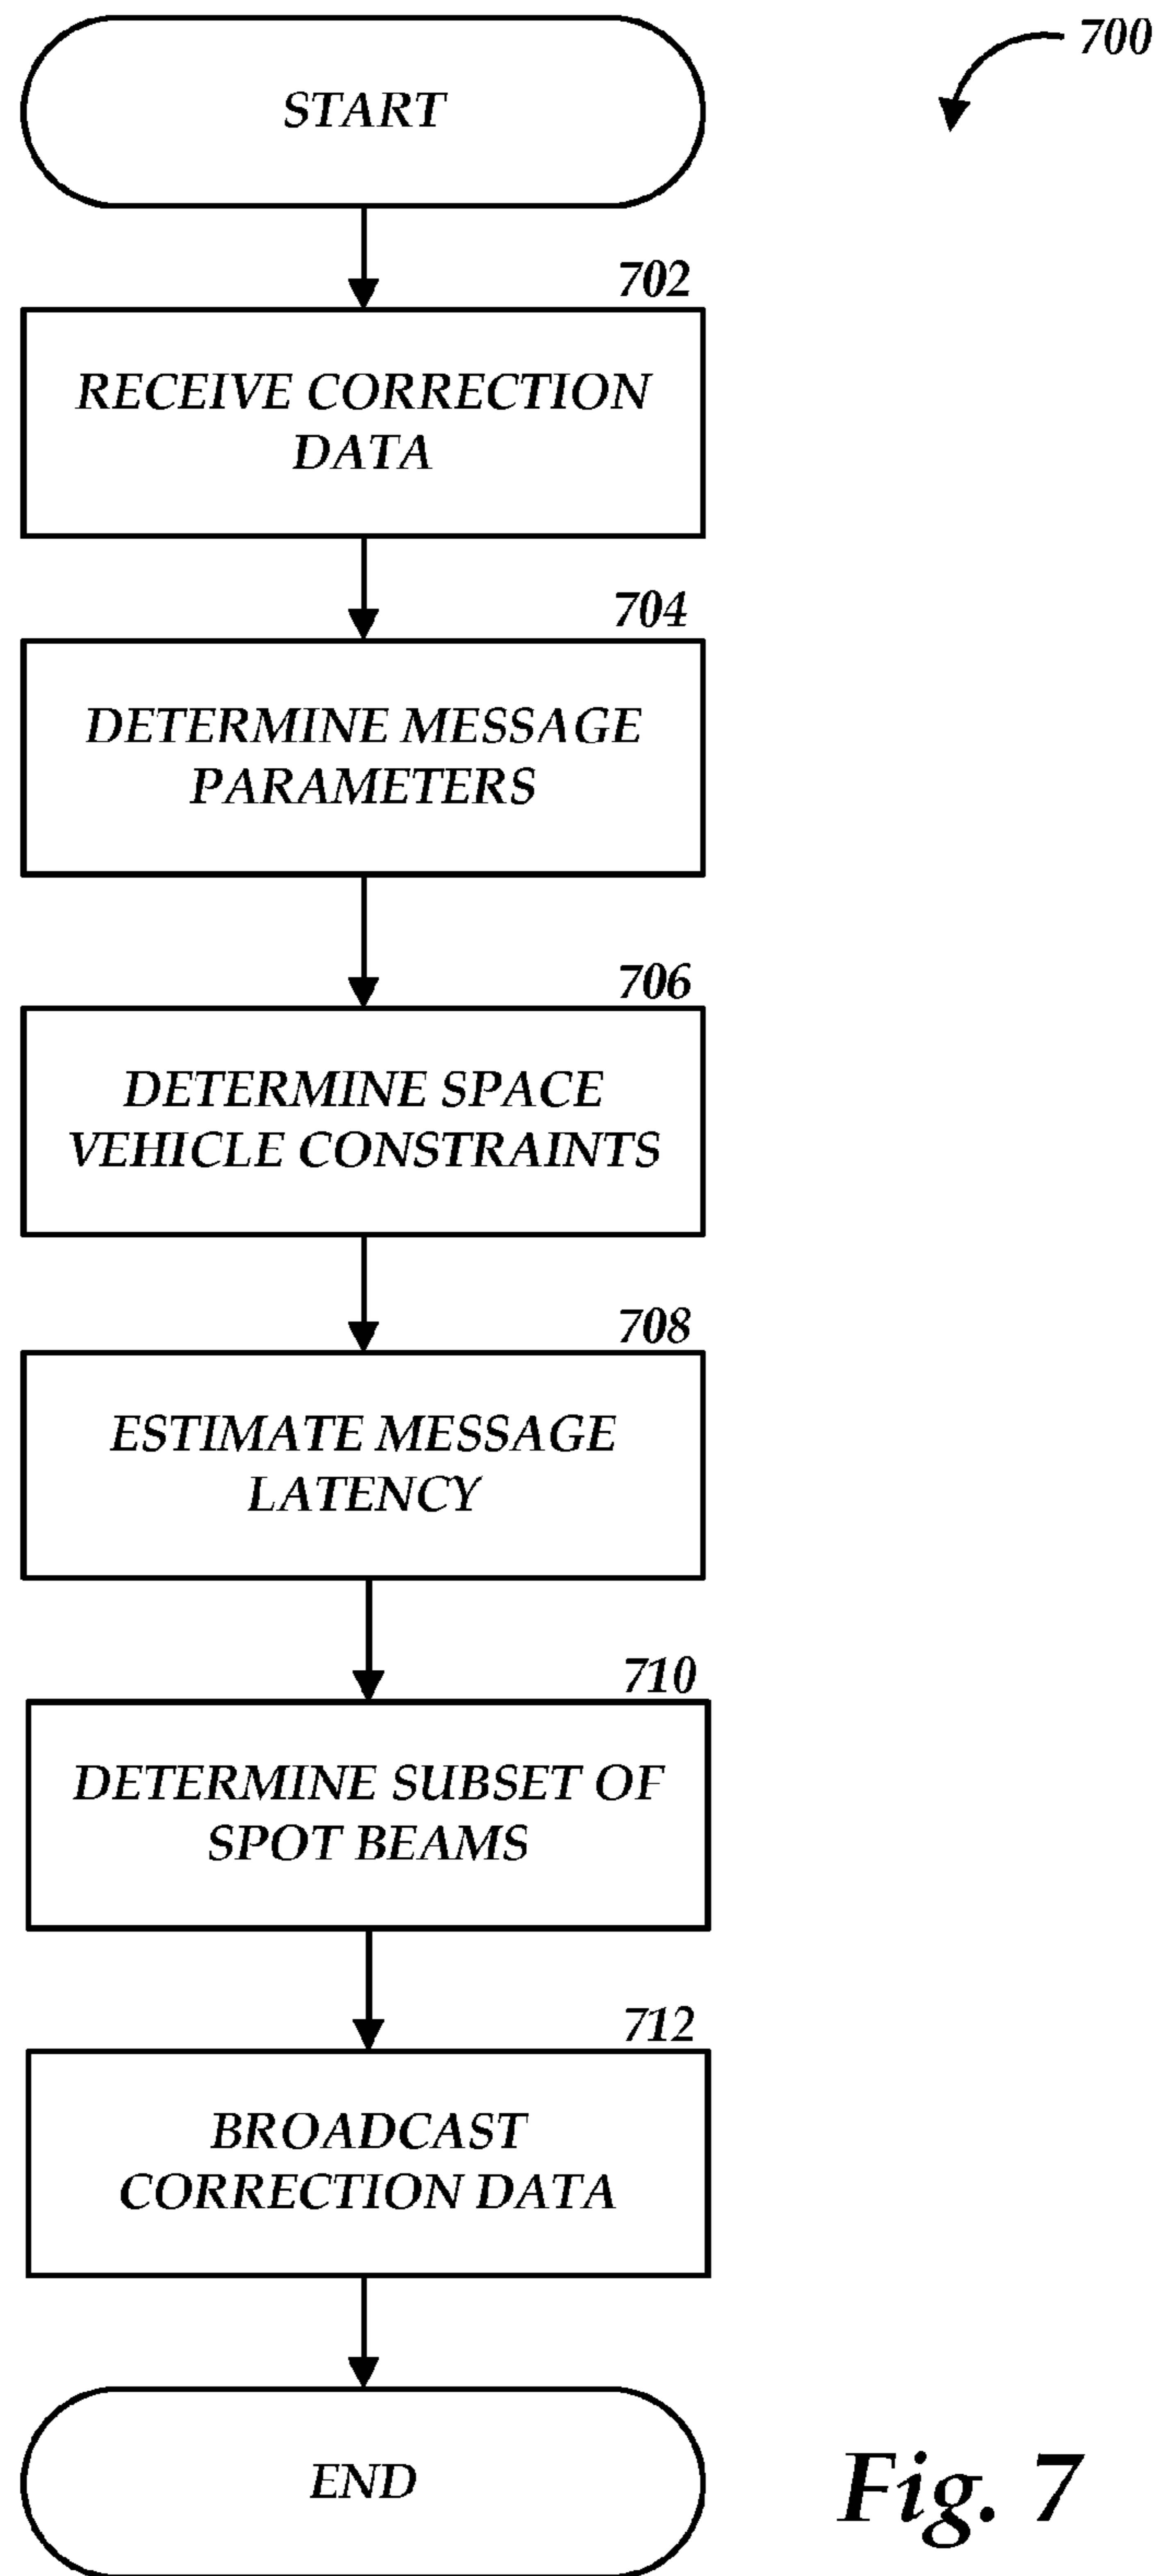 START
700
702
RECEIVE CORRECTION
DATA
704
DETERMINE MESSAGE
PARAMETERS
706
DETERMINE SPACE
VEHICLE CONSTRAINTS
708
ESTIMATE MESSAGE
LATENCY
710
DETERMINE SUBSET OF
SPOT BEAMS
712
BROADCAST
CORRECTION DATA
END
Fig. 7